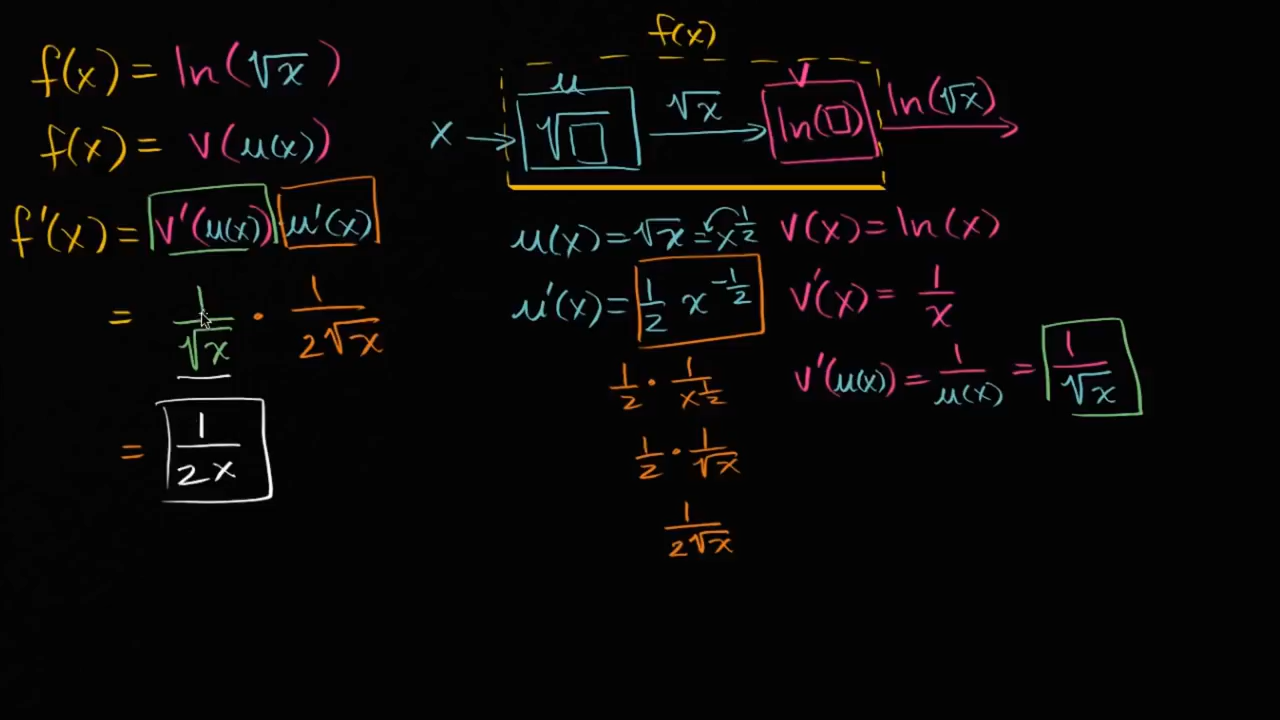 f(x) = ln(√x)
f(x) = v(u(x))
f'(x) = v'(u(x)) · u'(x)
= 1/√x · 1/(2√x)
= 1/(2x)
f(x)
x → u √□ √x → v ln(□) ln(√x) →
u(x) = √x = x^(1/2)
u'(x) = 1/2 x^(-1/2)
1/2 · 1/x^(1/2)
1/2 · 1/√x
1/(2√x)
v(x) = ln(x)
v'(x) = 1/x
v'(u(x)) = 1/u(x) = 1/√x